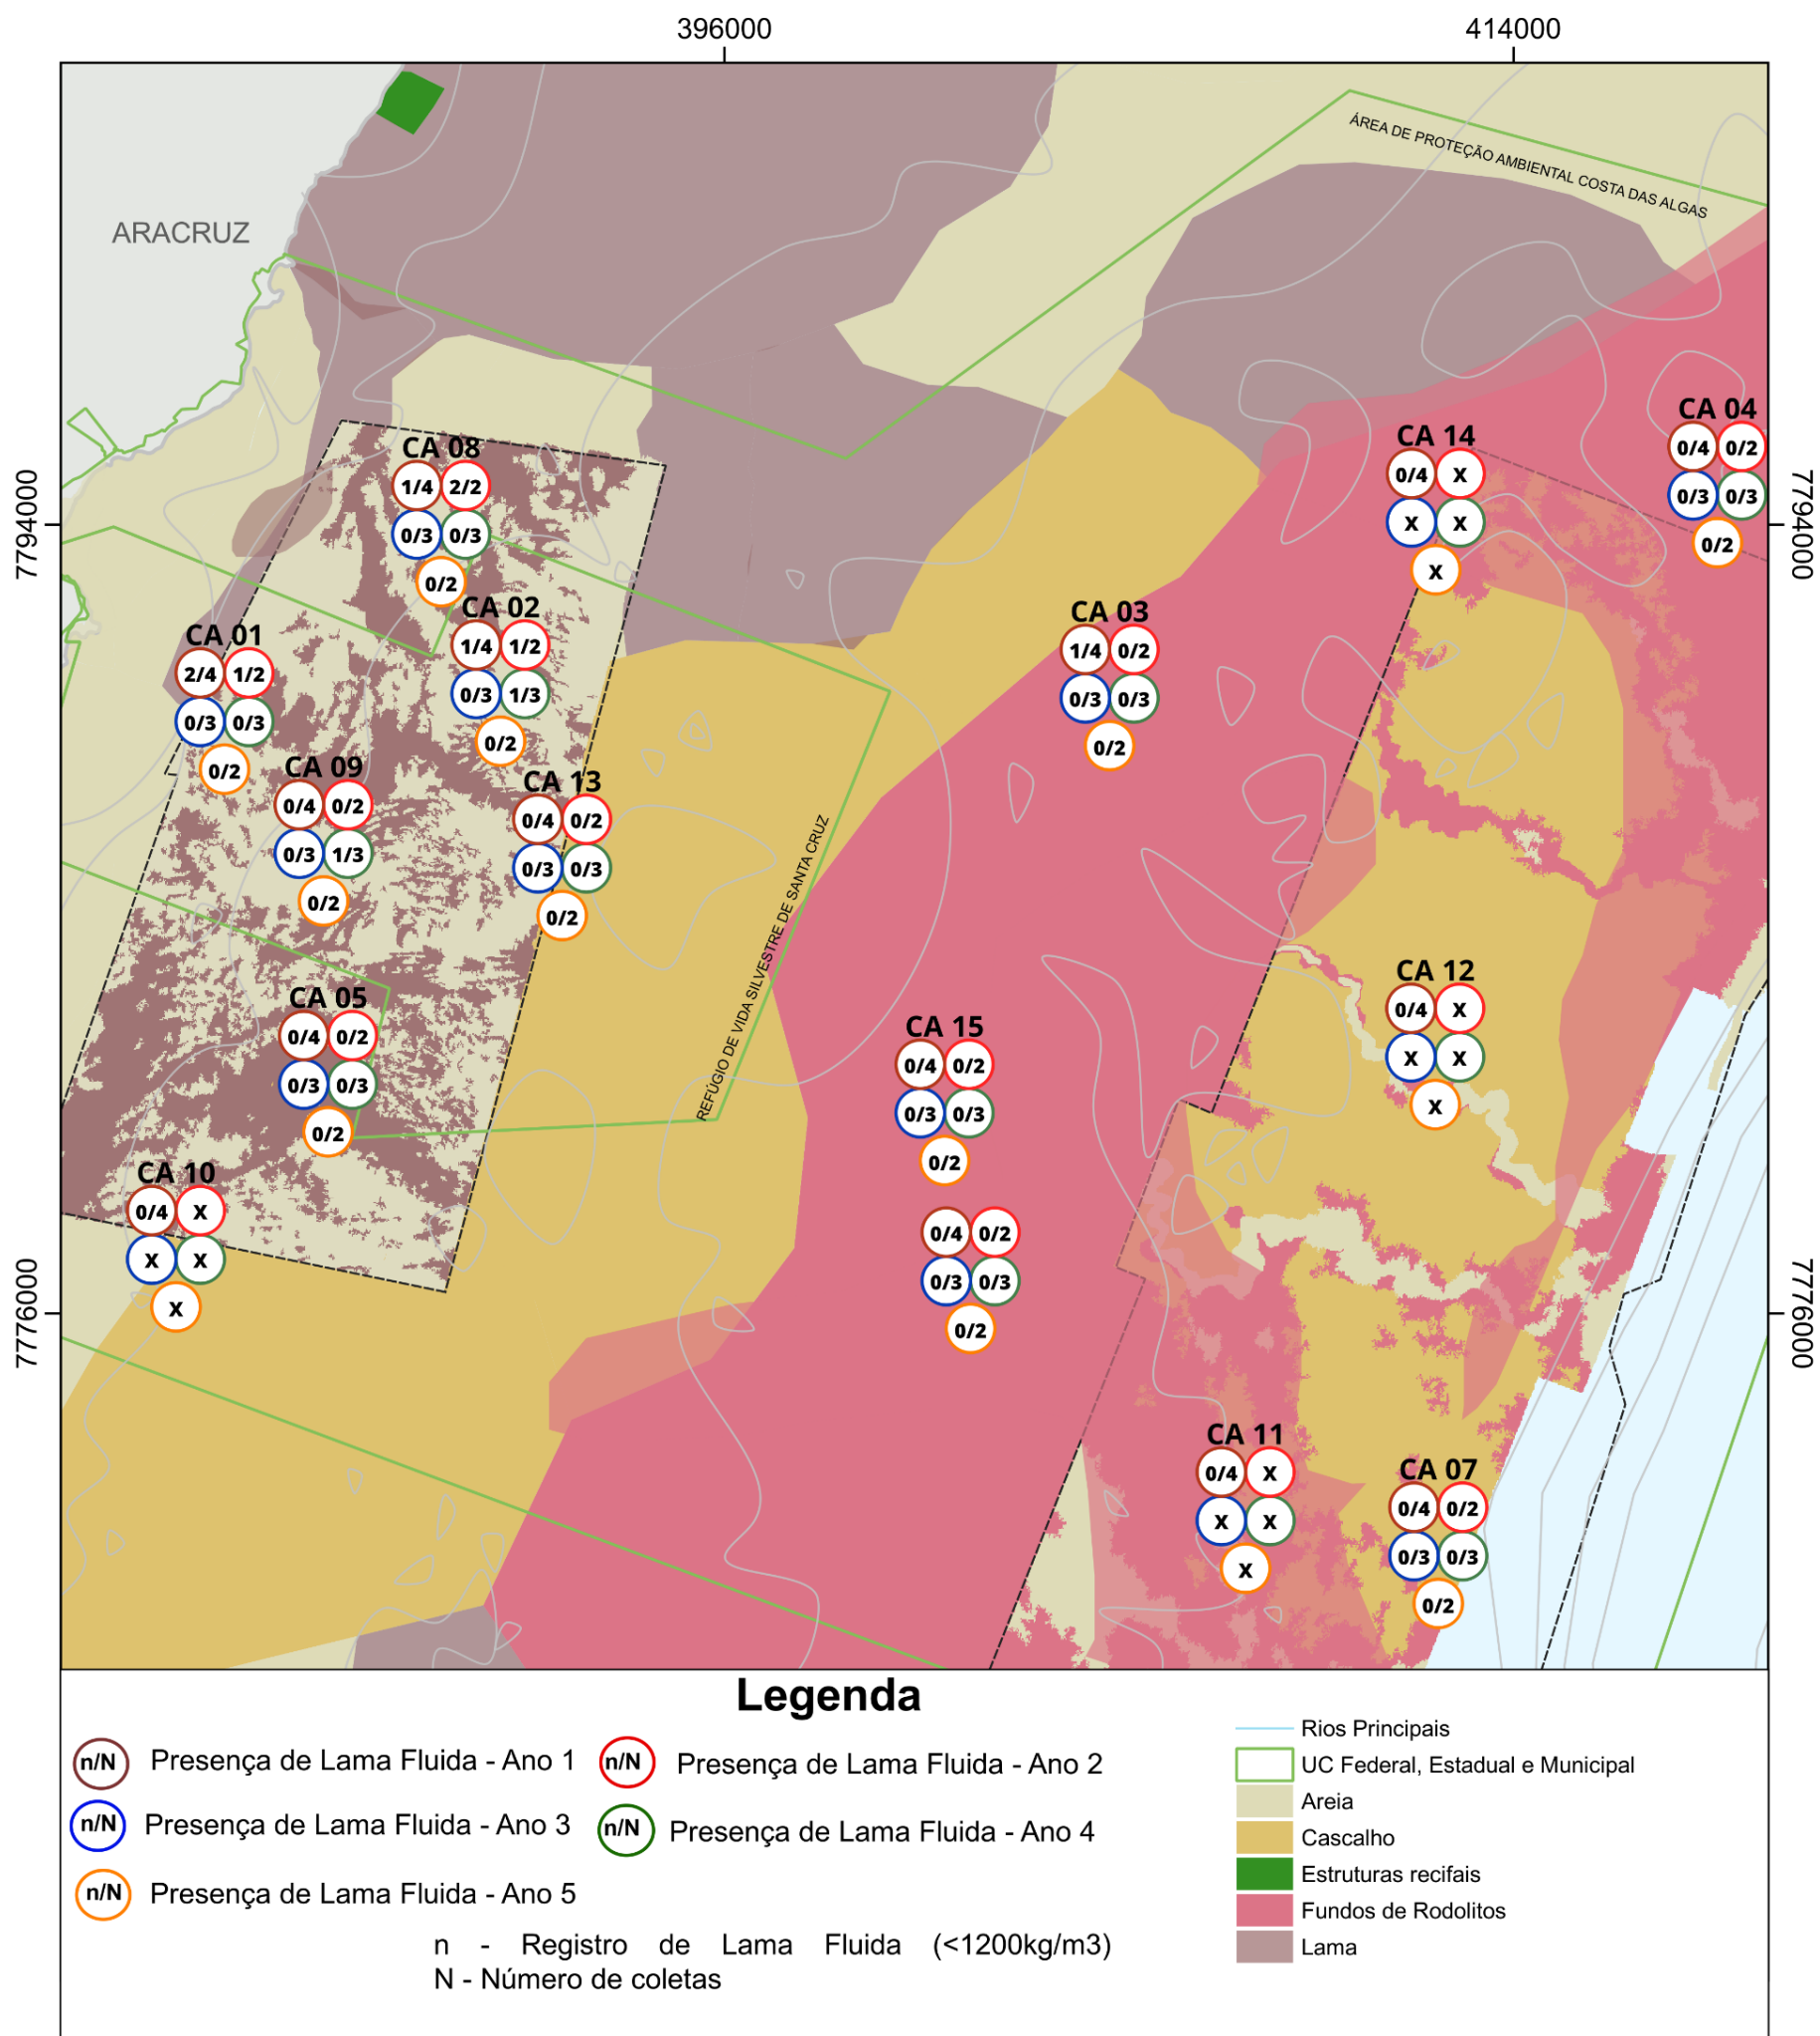 396000
414000
ÁREA DE PROTEÇÃO AMBIENTAL COSTA DAS ALGAS
ARACRUZ
7794000
7794000
CA 04
0/4 0/2
0/3 0/3
0/2
CA 14
0/4 x
x x
x
CA 08
1/4 2/2
0/3 0/3
0/2
CA 02
1/4 1/2
0/3 1/3
0/2
CA 03
1/4 0/2
0/3 0/3
0/2
CA 01
2/4 1/2
0/3 0/3
0/2
CA 09
0/4 0/2
0/3 1/3
0/2
CA 13
0/4 0/2
0/3 0/3
0/2
REFÚGIO DE VIDA SILVESTRE DE SANTA CRUZ
CA 12
0/4 x
x x
x
CA 05
0/4 0/2
0/3 0/3
0/2
CA 15
0/4 0/2
0/3 0/3
0/2
CA 10
0/4 x
x x
x
0/4 0/2
0/3 0/3
0/2
7776000
7776000
CA 11
0/4 x
x x
x
CA 07
0/4 0/2
0/3 0/3
0/2
Legenda
n/N Presença de Lama Fluida - Ano 1
n/N Presença de Lama Fluida - Ano 2
n/N Presença de Lama Fluida - Ano 3
n/N Presença de Lama Fluida - Ano 4
n/N Presença de Lama Fluida - Ano 5
n - Registro de Lama Fluida (<1200kg/m3)
N - Número de coletas
Rios Principais
UC Federal, Estadual e Municipal
Areia
Cascalho
Estruturas recifais
Fundos de Rodolitos
Lama